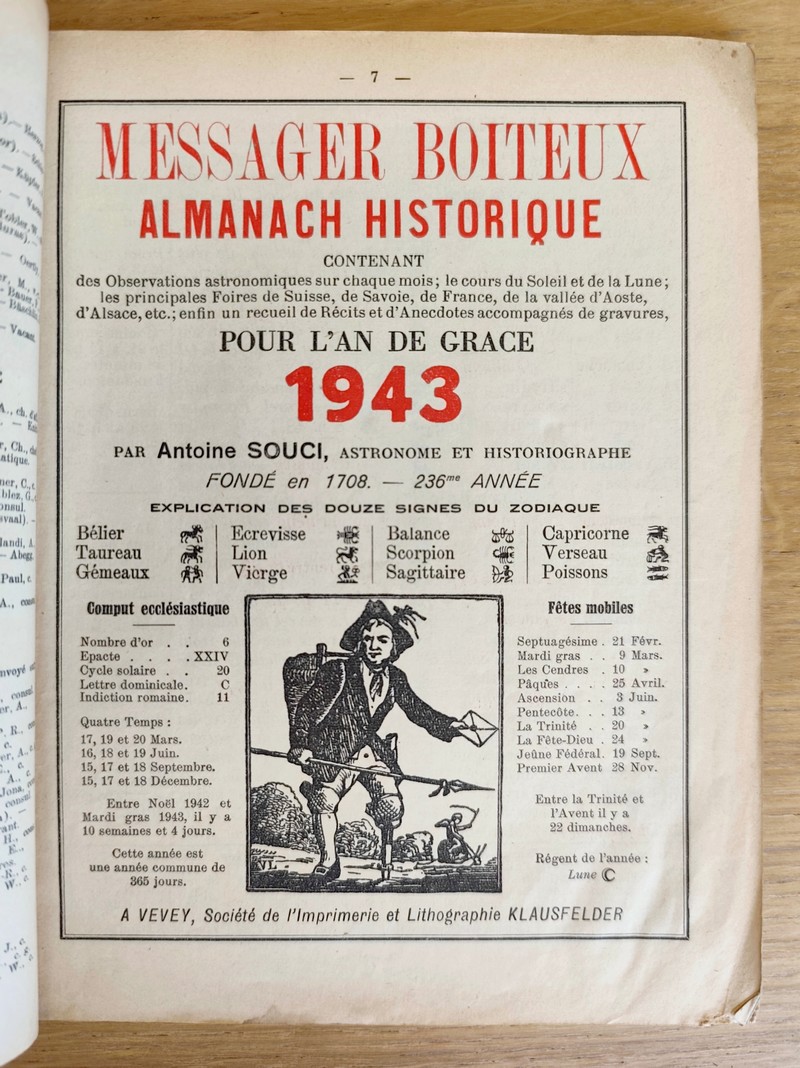 — 7 —
MESSAGER BOITEUX
ALMANACH HISTORIQUE
CONTENANT
des Observations astronomiques sur chaque mois; le cours du Soleil et de la Lune;
les principales Foires de Suisse, de Savoie, de France, de la vallée d'Aoste,
d'Alsace, etc.; enfin un recueil de Récits et d'Anecdotes accompagnés de gravures,
POUR L'AN DE GRACE
1943
PAR Antoine SOUCI, ASTRONOME ET HISTORIOGRAPHE
FONDÉ en 1708. — 236me ANNÉE
EXPLICATION DES DOUZE SIGNES DU ZODIAQUE
Bélier
Taureau
Gémeaux
Ecrevisse
Lion
Vierge
Balance
Scorpion
Sagittaire
Capricorne
Verseau
Poissons
Comput ecclésiastique
Nombre d'or . . 6
Epacte . . . . XXIV
Cycle solaire . . 20
Lettre dominicale. C
Indiction romaine. 11
Quatre Temps :
17, 19 et 20 Mars.
16, 18 et 19 Juin.
15, 17 et 18 Septembre.
15, 17 et 18 Décembre.
Entre Noël 1942 et
Mardi gras 1943, il y a
10 semaines et 4 jours.
Cette année est
une année commune de
365 jours.
Fêtes mobiles
Septuagésime . 21 Févr.
Mardi gras . . 9 Mars.
Les Cendres . 10 »
Pâques . . . . 25 Avril.
Ascension . . 3 Juin.
Pentecôte. . . 13 »
La Trinité . . 20 »
La Fête-Dieu . 24 »
Jeûne Fédéral. 19 Sept.
Premier Avent 28 Nov.
Entre la Trinité et
l'Avent il y a
22 dimanches.
Régent de l'année :
Lune
A VEVEY, Société de l'Imprimerie et Lithographie KLAUSFELDER